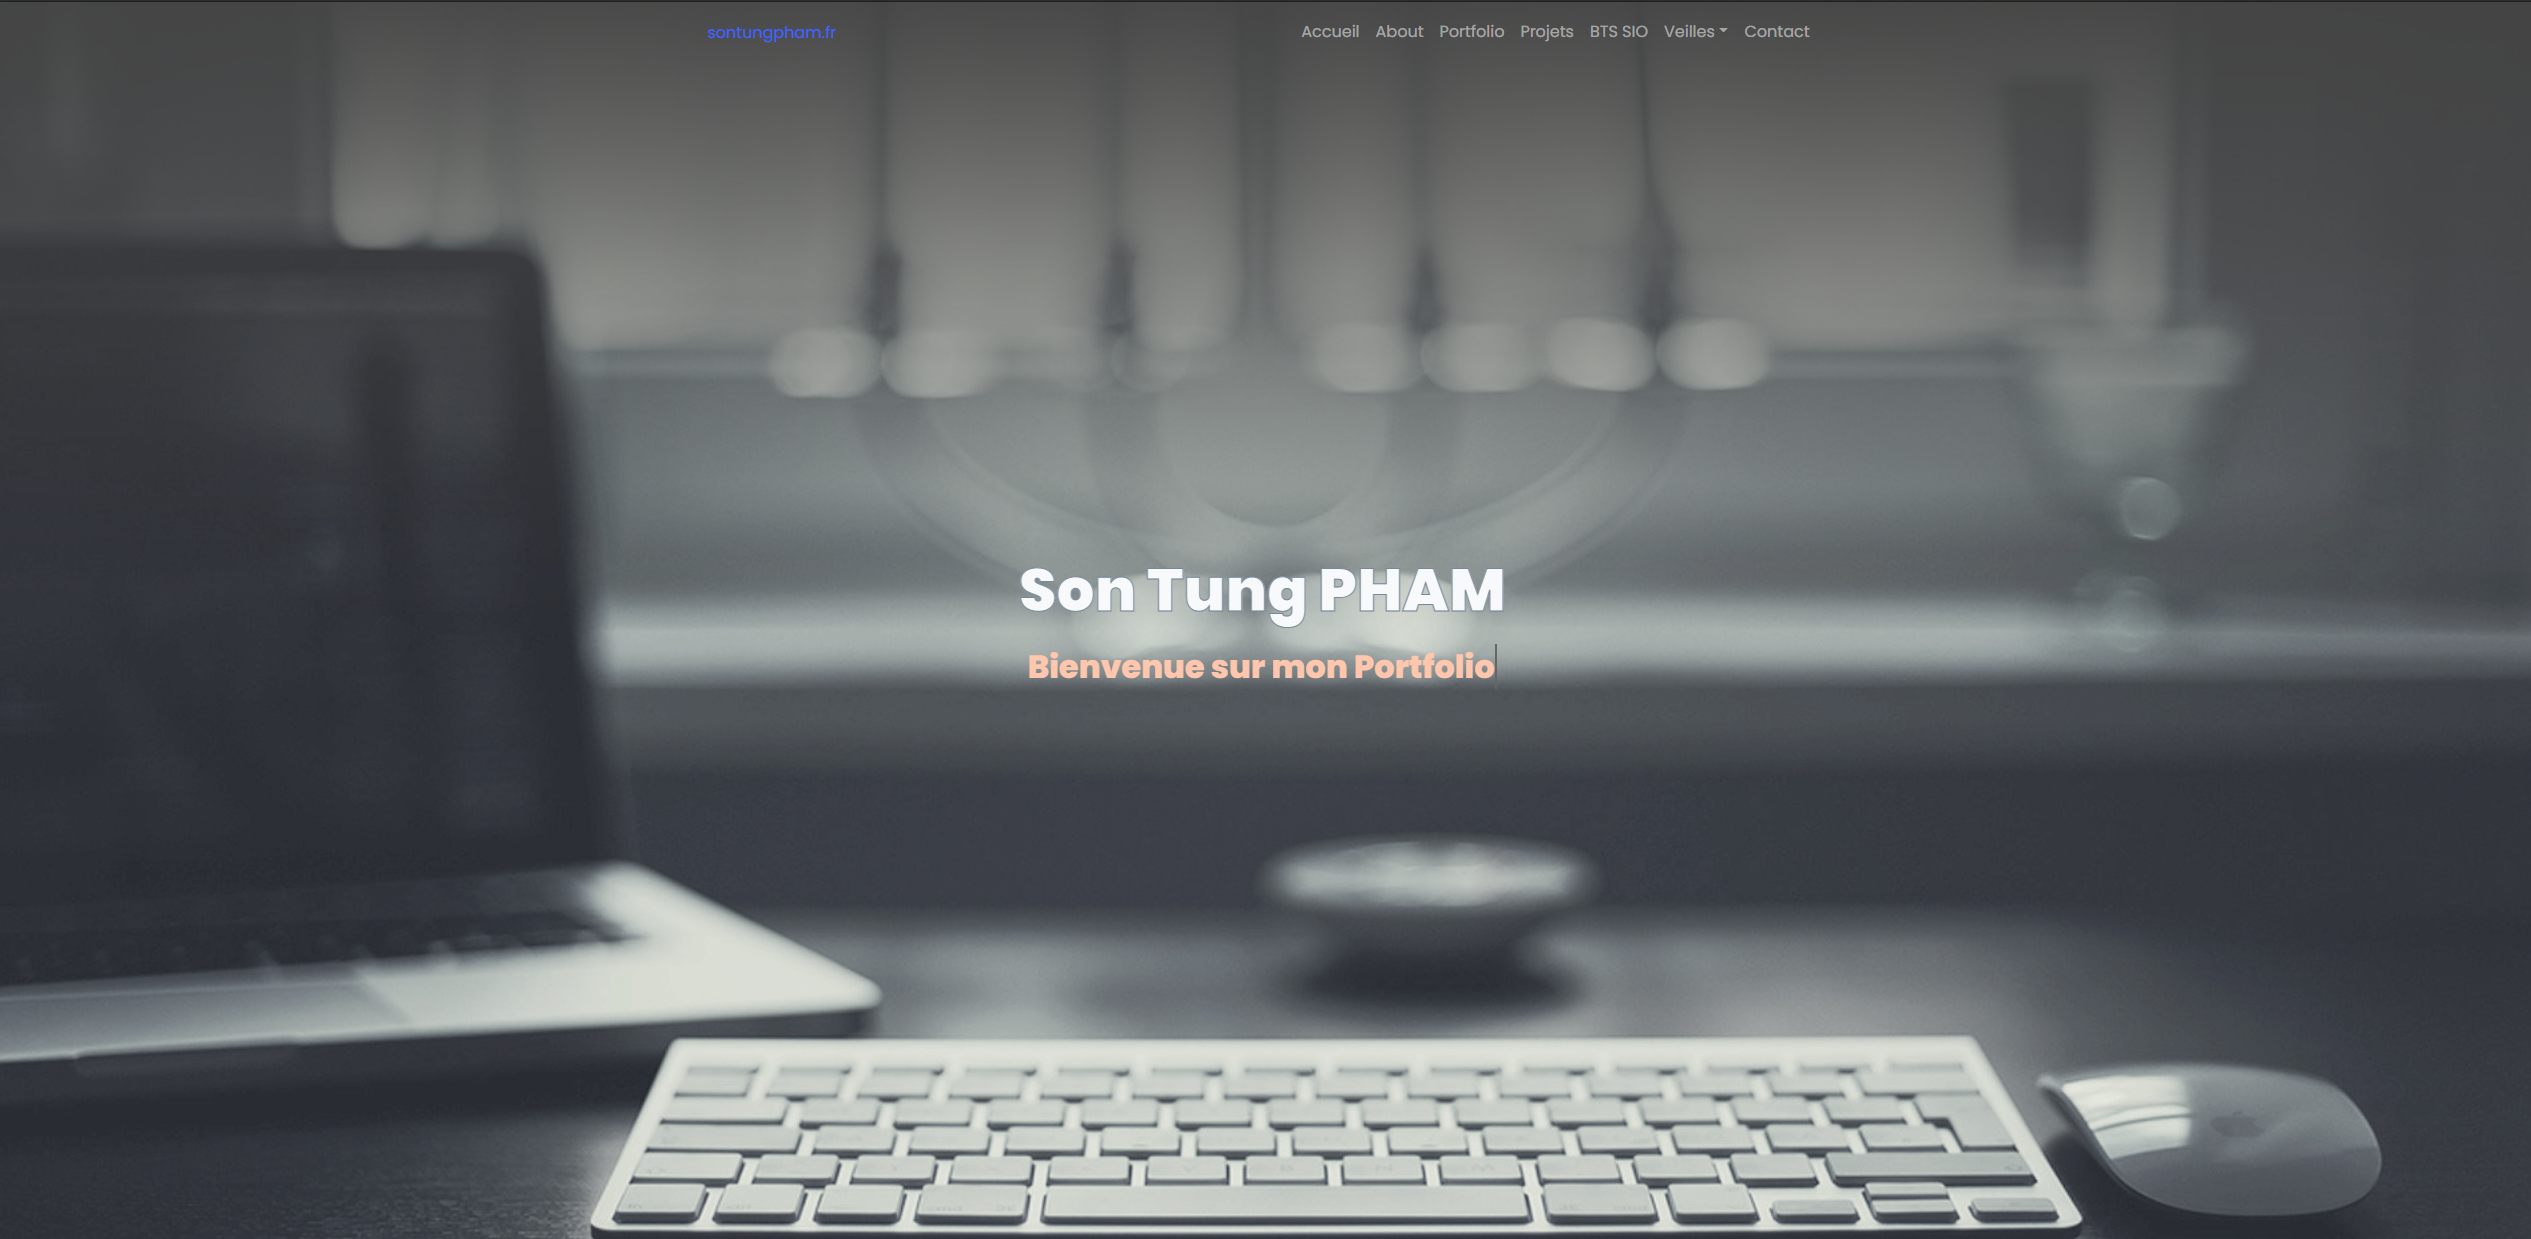 sontungpham.fr
Accueil About Portfolio Projets BTS SIO Veilles Contact
Son Tung PHAM
Bienvenue sur mon Portfolio